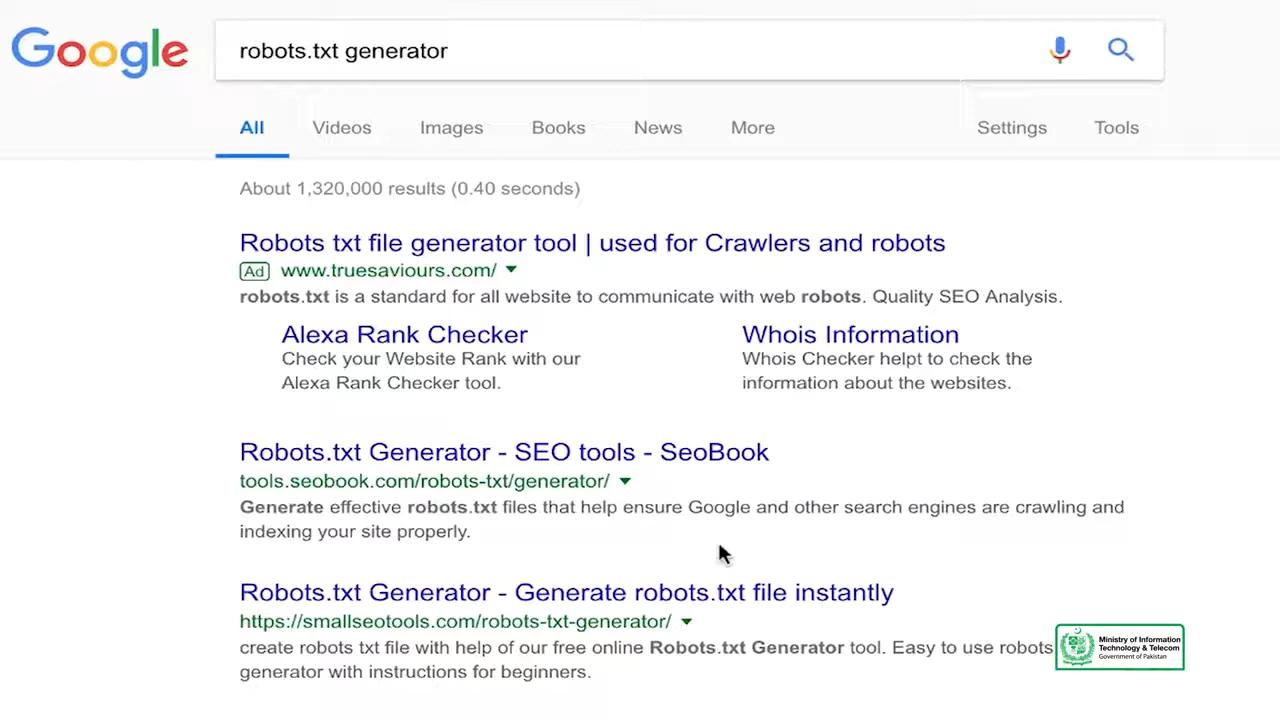 Google
robots.txt generator
All Videos Images Books News More Settings Tools
About 1,320,000 results (0.40 seconds)
Robots txt file generator tool | used for Crawlers and robots
Ad www.truesaviours.com/
robots.txt is a standard for all website to communicate with web robots. Quality SEO Analysis.
Alexa Rank Checker
Check your Website Rank with our
Alexa Rank Checker tool.
Whois Information
Whois Checker helpt to check the
information about the websites.
Robots.txt Generator - SEO tools - SeoBook
tools.seobook.com/robots-txt/generator/
Generate effective robots.txt files that help ensure Google and other search engines are crawling and
indexing your site properly.
Robots.txt Generator - Generate robots.txt file instantly
https://smallseotools.com/robots-txt-generator/
create robots txt file with help of our free online Robots.txt Generator tool. Easy to use robots
generator with instructions for beginners.
Ministry of Information
Technology & Telecom
Government of Pakistan